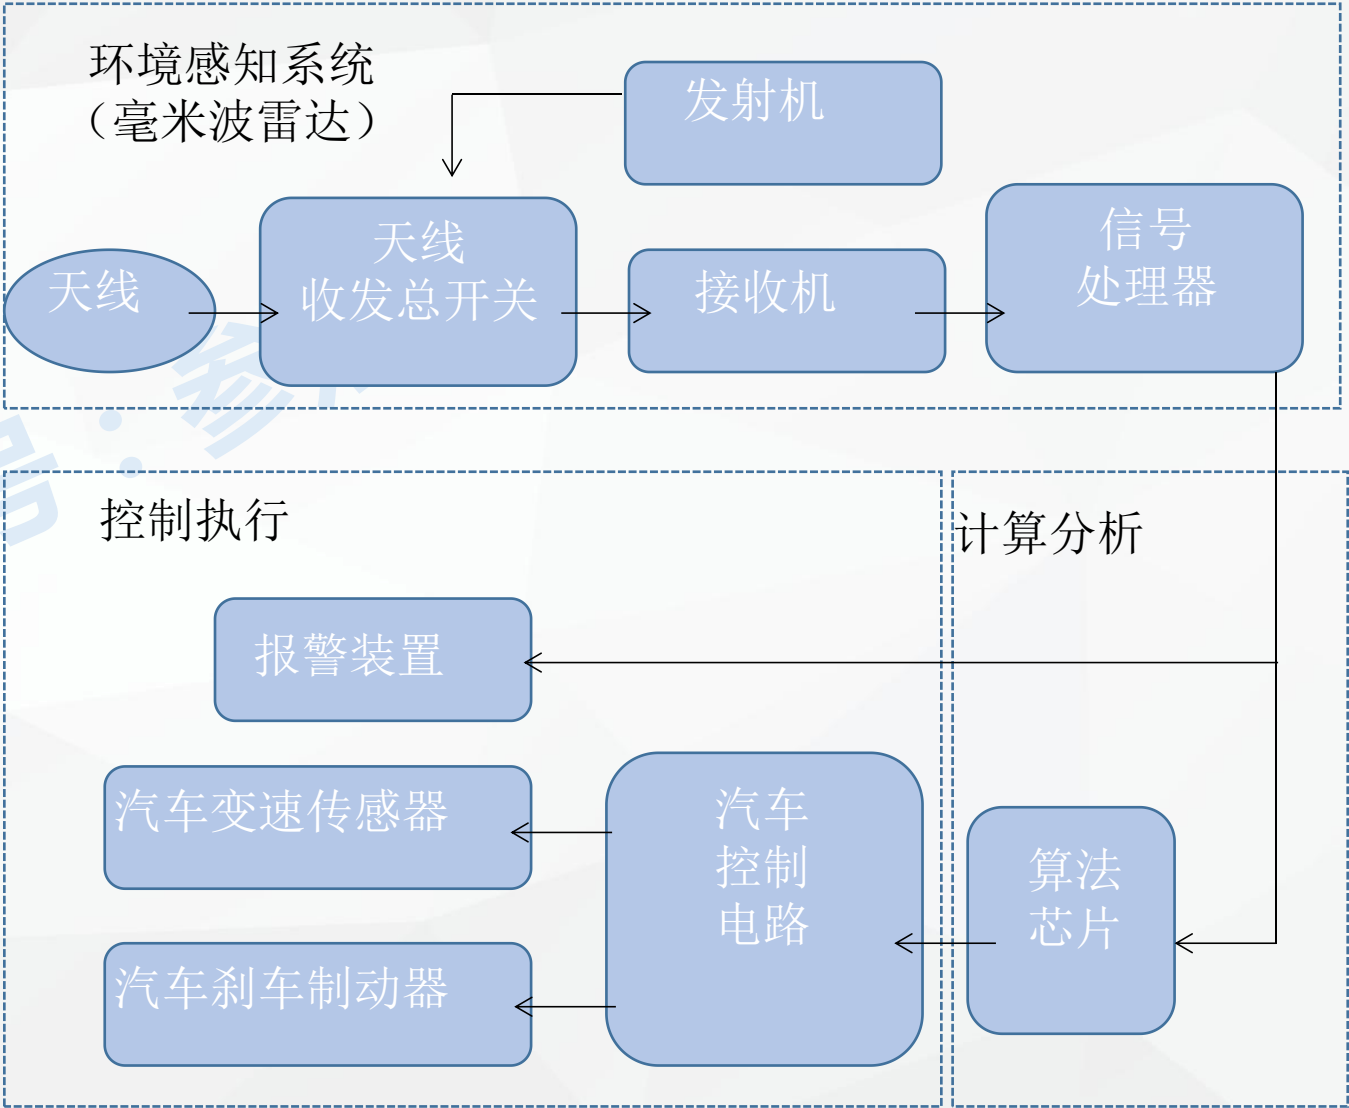 环境感知系统
（毫米波雷达）
发射机
天线
天线
收发总开关
接收机
信号
处理器
控制执行
计算分析
报警装置
汽车变速传感器
汽车刹车制动器
汽车
控制
电路
算法
芯片